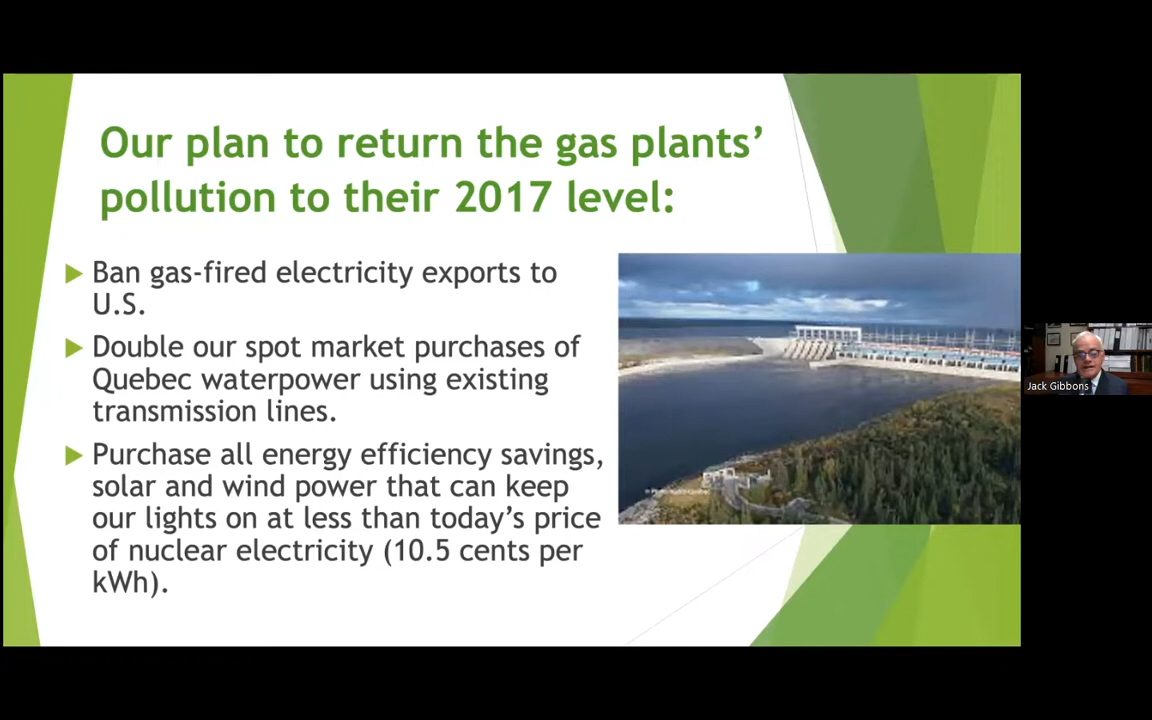 Our plan to return the gas plants’
pollution to their 2017 level:
Ban gas-fired electricity exports to
U.S.
Double our spot market purchases of
Quebec waterpower using existing
transmission lines.
Purchase all energy efficiency savings,
solar and wind power that can keep
our lights on at less than today’s price
of nuclear electricity (10.5 cents per
kWh).
Jack Gibbons